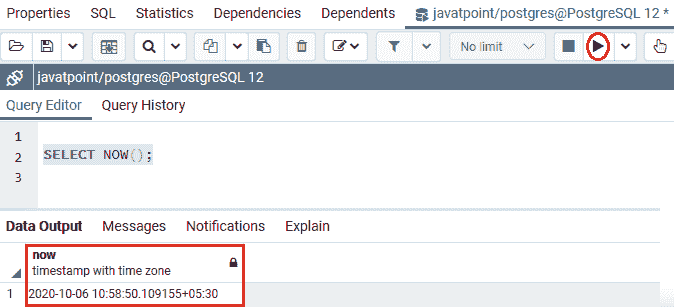 Properties SQL Statistics Dependencies Dependents javatpoint/postgres@PostgreSQL 12 *
No limit
javatpoint/postgres@PostgreSQL 12
Query Editor Query History
1
2 SELECT NOW();
3
Data Output Messages Notifications Explain
now
timestamp with time zone
1 2020-10-06 10:58:50.109155+05:30